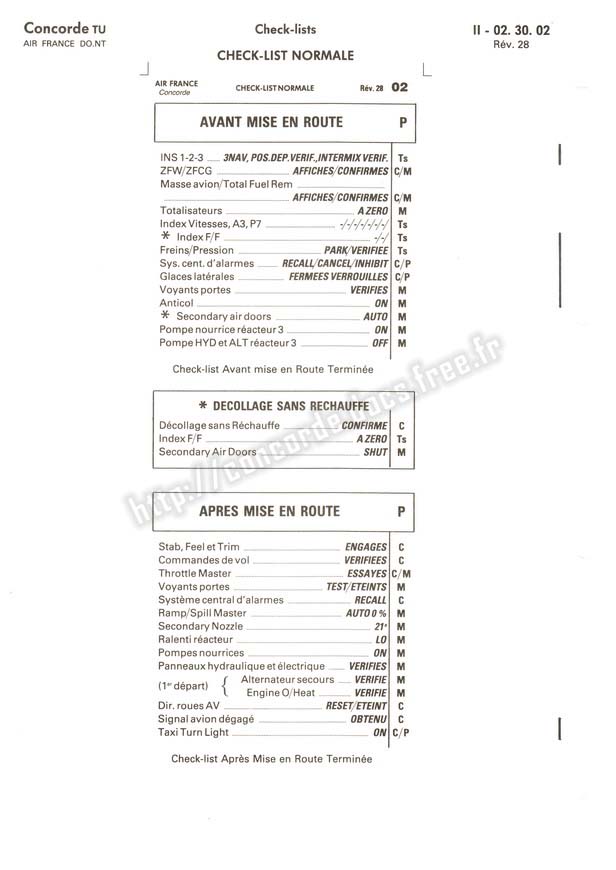 Concorde TU
AIR FRANCE DO.NT
Check-lists
II - 02. 30. 02
Rév. 28
CHECK-LIST NORMALE
AIR FRANCE
Concorde
CHECK-LIST NORMALE
Rév. 28 02
AVANT MISE EN ROUTE P
INS 1-2-3 3NAV, POS.DEP.VERIF.,INTERMIX VERIF. Ts
ZFW/ZFCG AFFICHES/CONFIRMES C/M
Masse avion/Total Fuel Rem
AFFICHES/CONFIRMES C/M
Totalisateurs A ZERO M
Index Vitesses, A3, P7 -/-/-/-/-/-/ Ts
* Index F/F -/-/ Ts
Freins/Pression PARK/VERIFIEE Ts
Sys. cent. d'alarmes RECALL/CANCEL/INHIBIT C/P
Glaces latérales FERMEES VERROUILLES C/P
Voyants portes VERIFIES M
Anticol ON M
* Secondary air doors AUTO M
Pompe nourrice réacteur 3 ON M
Pompe HYD et ALT réacteur 3 OFF M
Check-list Avant mise en Route Terminée
* DECOLLAGE SANS RECHAUFFE
Décollage sans Réchauffe CONFIRME C
Index F/F A ZERO Ts
Secondary Air Doors SHUT M
APRES MISE EN ROUTE P
Stab, Feel et Trim ENGAGES C
Commandes de vol VERIFIEES C
Throttle Master ESSAYES C/M
Voyants portes TEST/ETEINTS M
Système central d'alarmes RECALL C
Ramp/Spill Master AUTO 0 % M
Secondary Nozzle 21° M
Ralenti réacteur LO M
Pompes nourrices ON M
Panneaux hydraulique et électrique VERIFIES M
(1er départ) { Alternateur secours VERIFIE M
Engine O/Heat VERIFIE M
Dir. roues AV RESET/ETEINT C
Signal avion dégagé OBTENU C
Taxi Turn Light ON C/P
Check-list Après Mise en Route Terminée
http://concorde.docs.free.fr